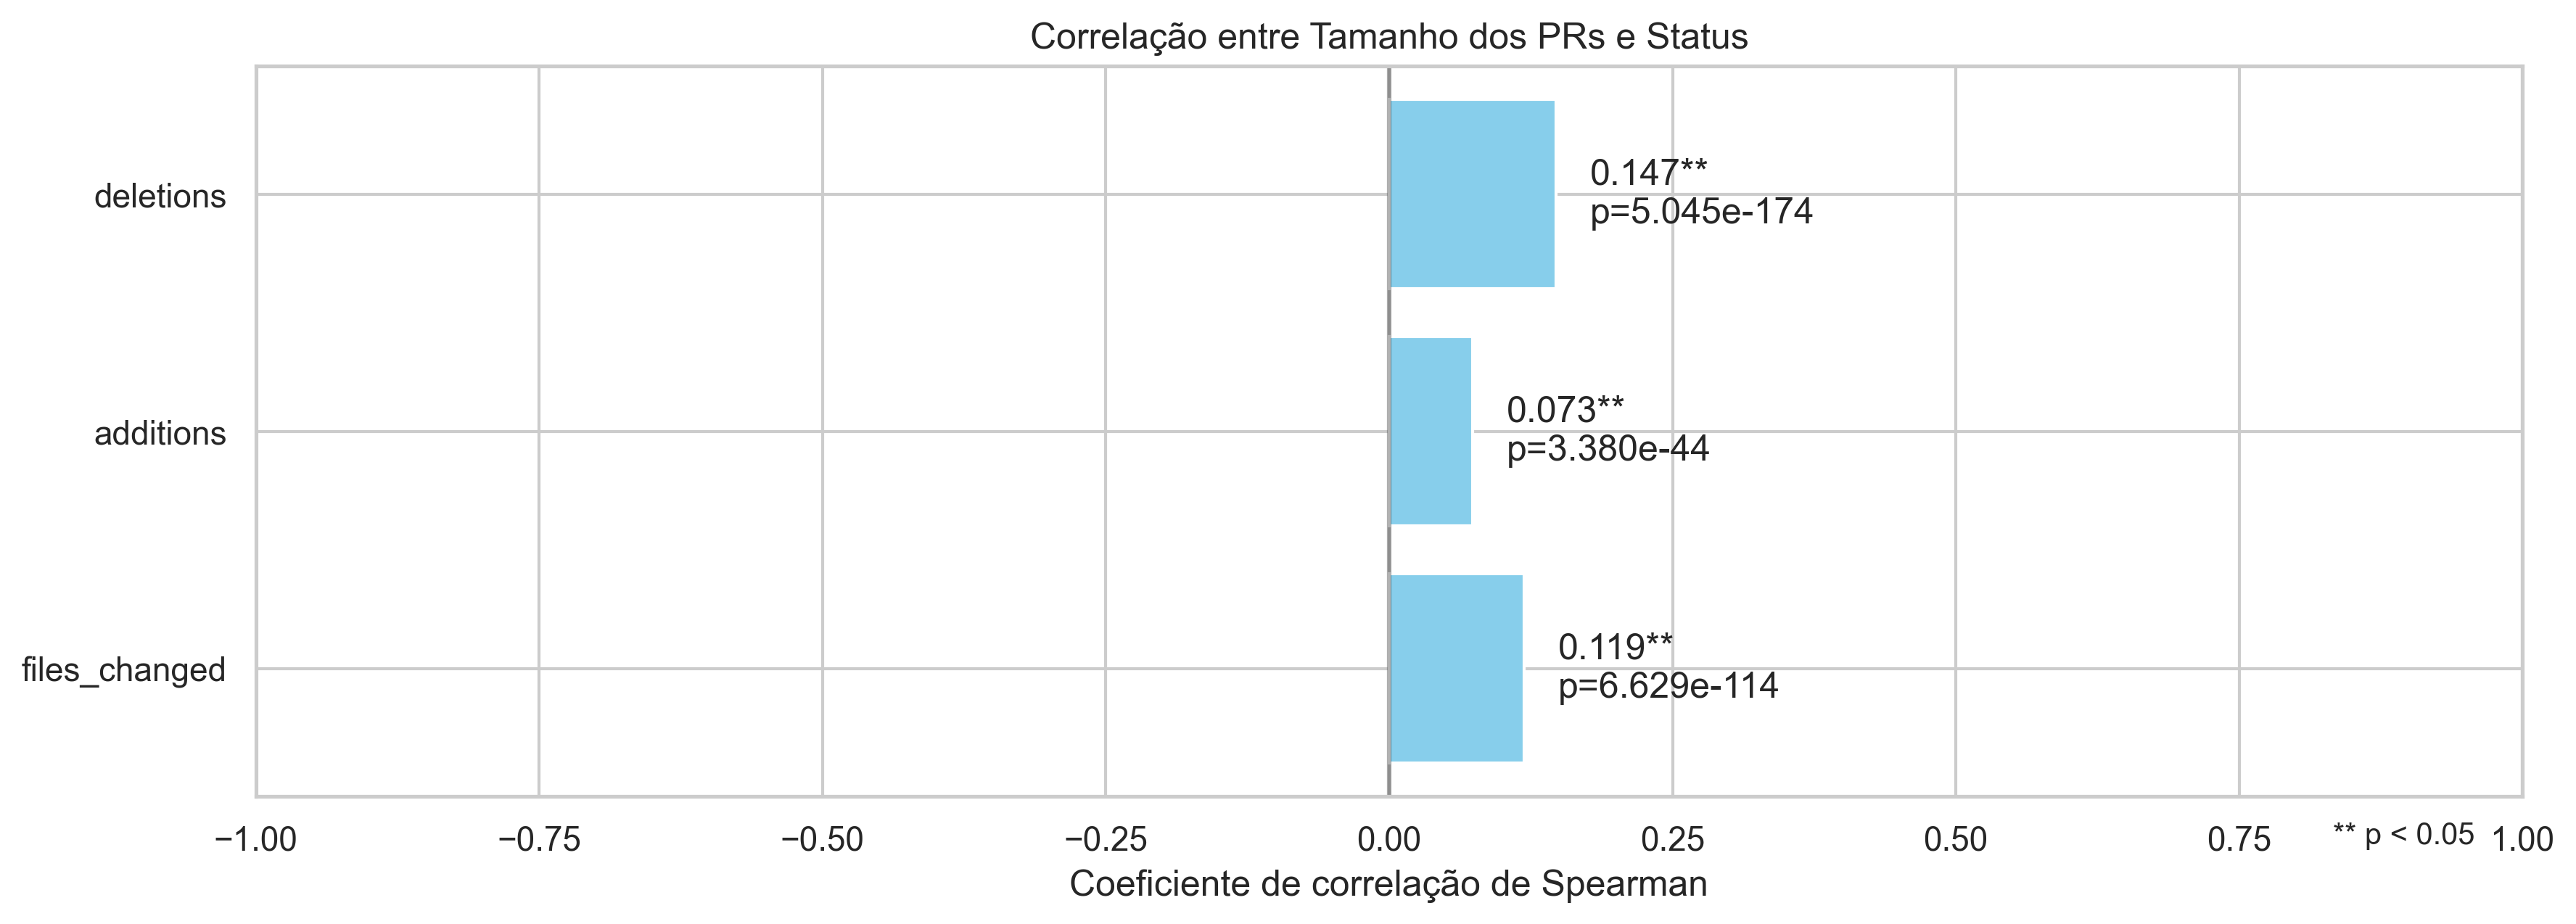 Correlação entre Tamanho dos PRs e Status
deletions
0.147**
p=5.045e-174
additions
0.073**
p=3.380e-44
files_changed
0.119**
p=6.629e-114
−1.00 −0.75 −0.50 −0.25 0.00 0.25 0.50 0.75 ** p < 0.05 1.00
Coeficiente de correlação de Spearman